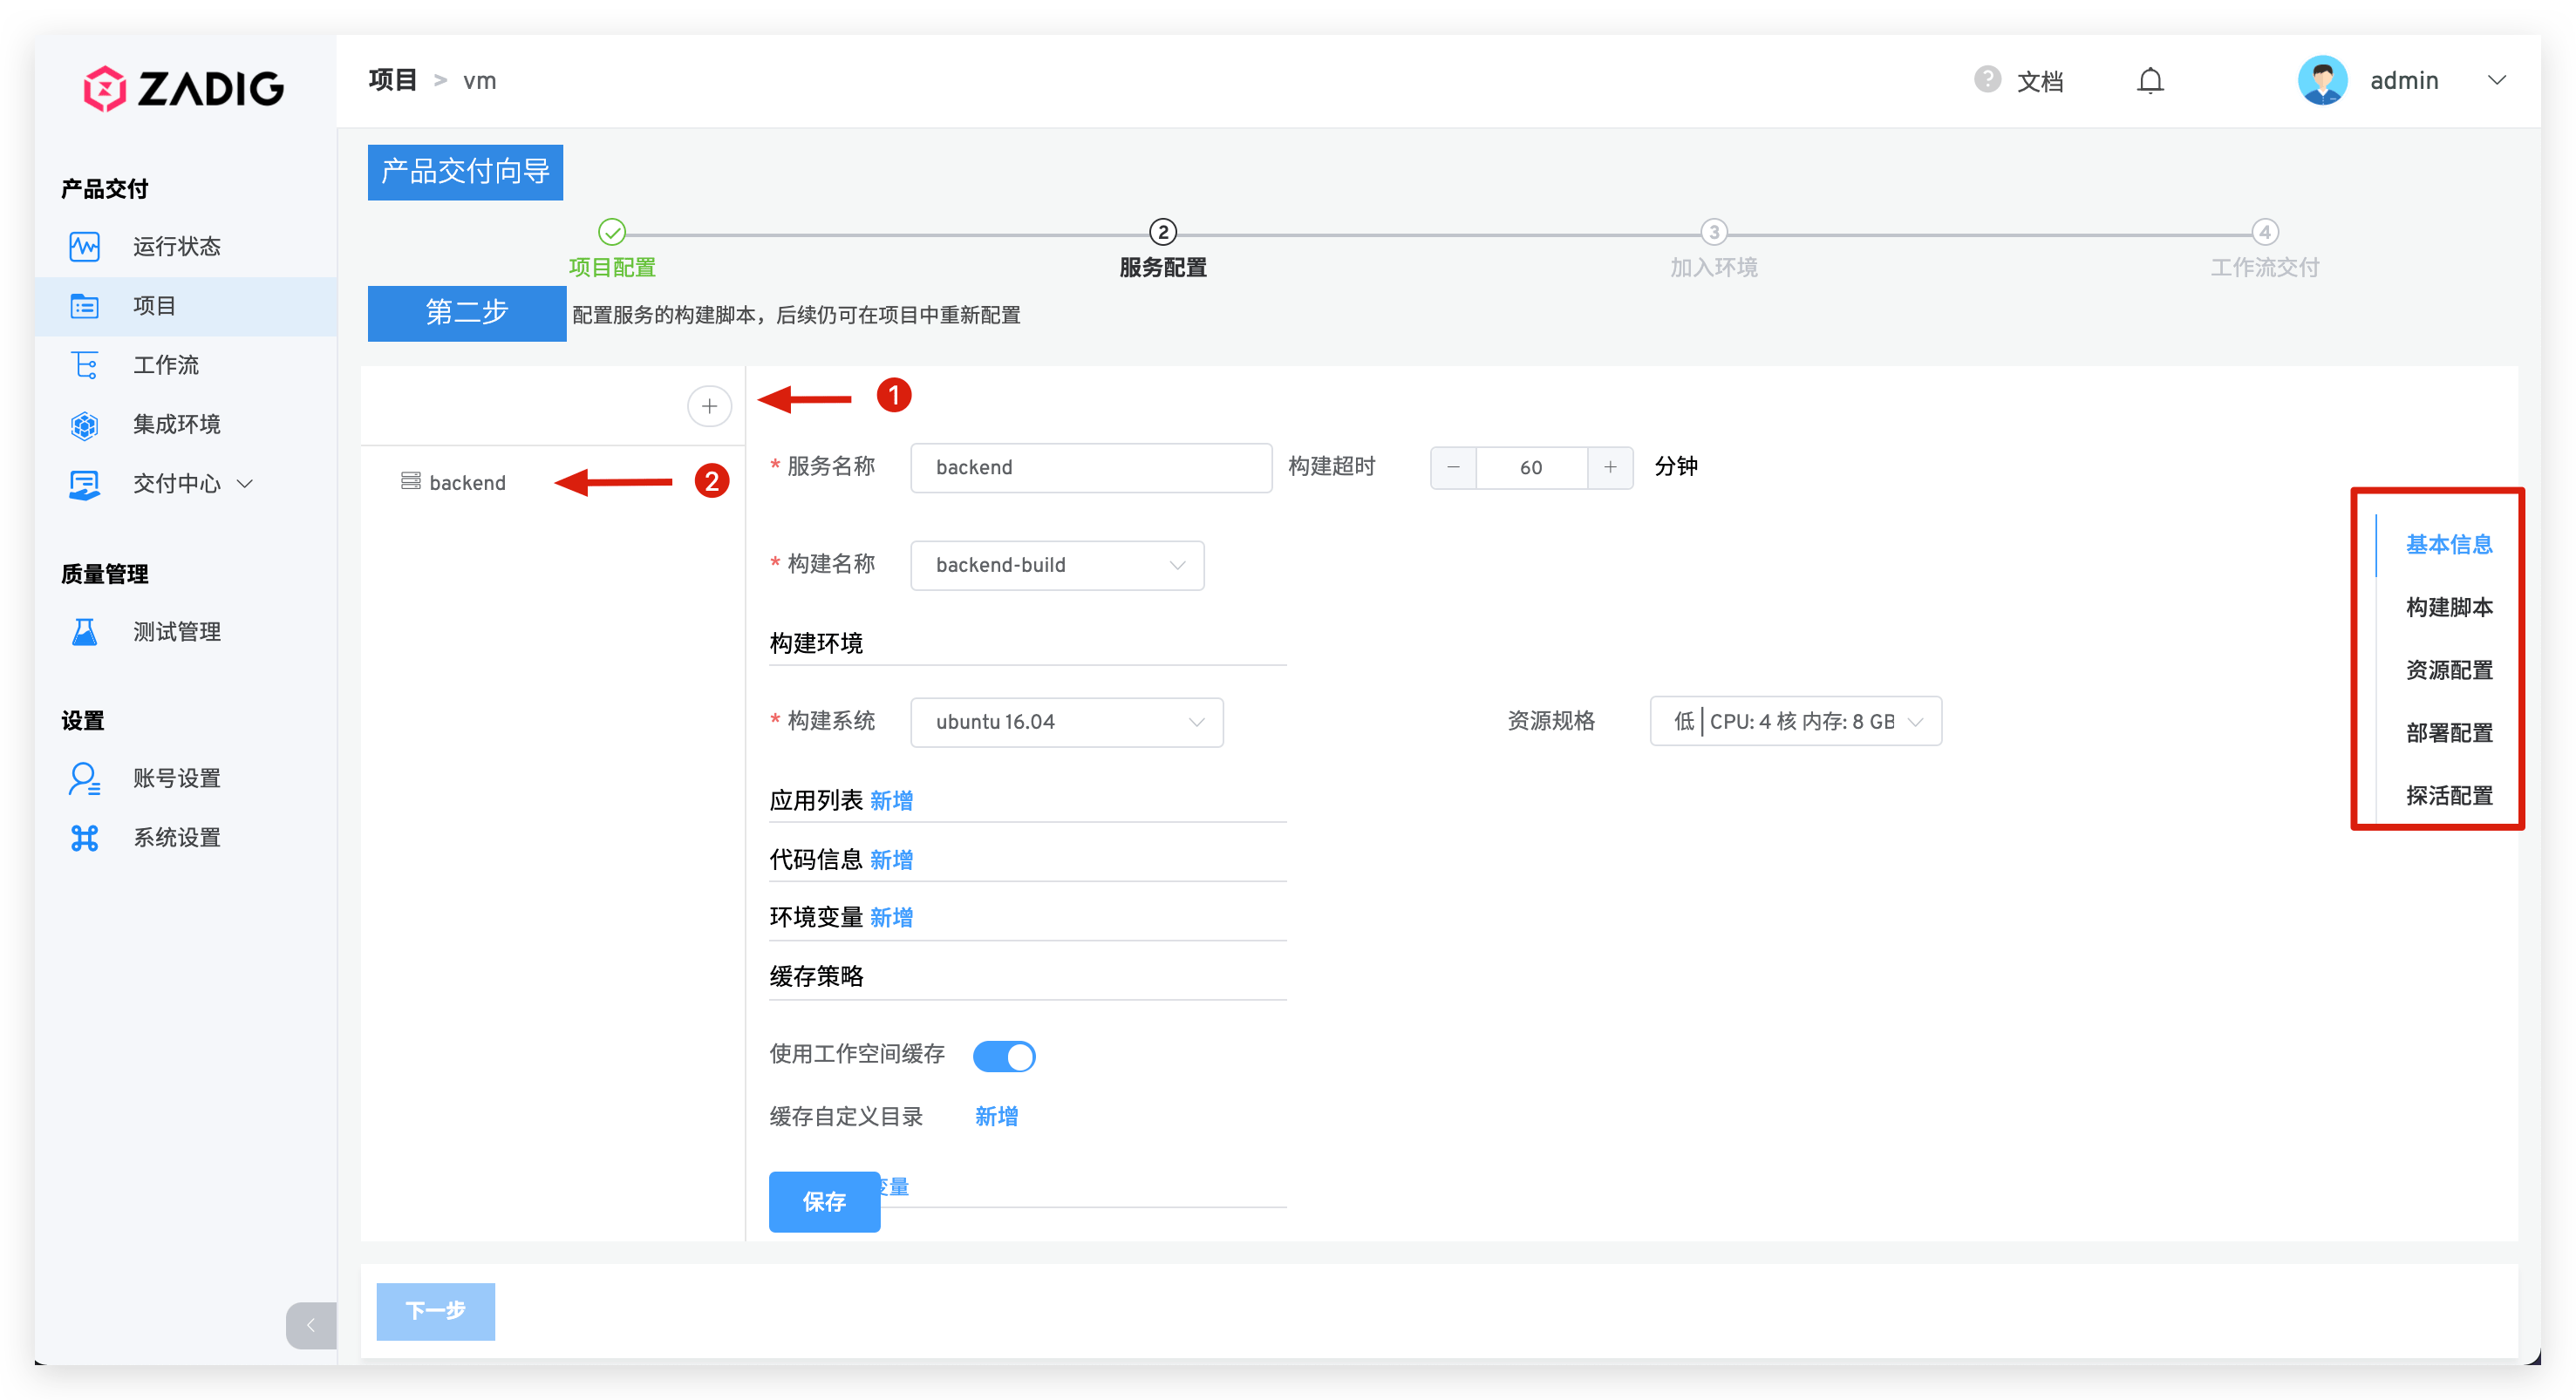 ZADIG
项目 > vm
? 文档
admin
产品交付
运行状态
项目
工作流
集成环境
交付中心
质量管理
测试管理
设置
账号设置
系统设置
产品交付向导
2
3
4
项目配置
服务配置
加入环境
工作流交付
第二步
配置服务的构建脚本，后续仍可在项目中重新配置
+
1
backend
2
* 服务名称
backend
构建超时
− 60 +
分钟
* 构建名称
backend-build
构建环境
* 构建系统
ubuntu 16.04
资源规格
低 | CPU: 4 核 内存: 8 GB
应用列表 新增
代码信息 新增
环境变量 新增
缓存策略
使用工作空间缓存
缓存自定义目录
新增
保存
变量
基本信息
构建脚本
资源配置
部署配置
探活配置
下一步